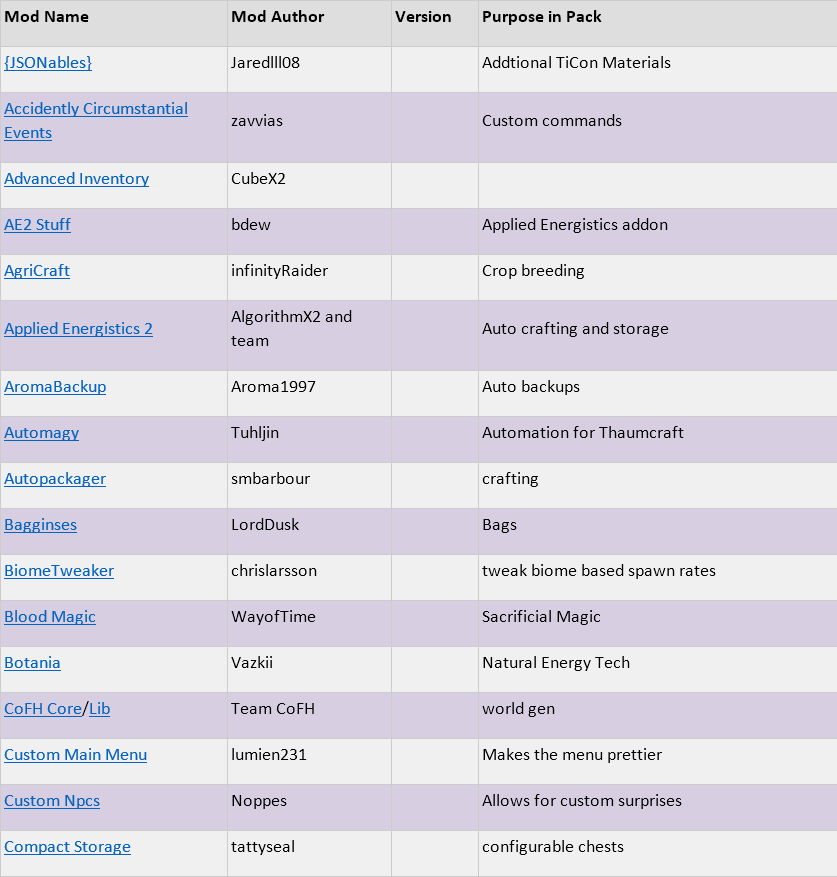 Mod Name Mod Author Version Purpose in Pack
{JSONables} Jaredlll08 Addtional TiCon Materials
Accidently Circumstantial
Events zavvias Custom commands
Advanced Inventory CubeX2
AE2 Stuff bdew Applied Energistics addon
AgriCraft infinityRaider Crop breeding
Applied Energistics 2 AlgorithmX2 and
team Auto crafting and storage
AromaBackup Aroma1997 Auto backups
Automagy Tuhljin Automation for Thaumcraft
Autopackager smbarbour crafting
Bagginses LordDusk Bags
BiomeTweaker chrislarsson tweak biome based spawn rates
Blood Magic WayofTime Sacrificial Magic
Botania Vazkii Natural Energy Tech
CoFH Core/Lib Team CoFH world gen
Custom Main Menu lumien231 Makes the menu prettier
Custom Npcs Noppes Allows for custom surprises
Compact Storage tattyseal configurable chests